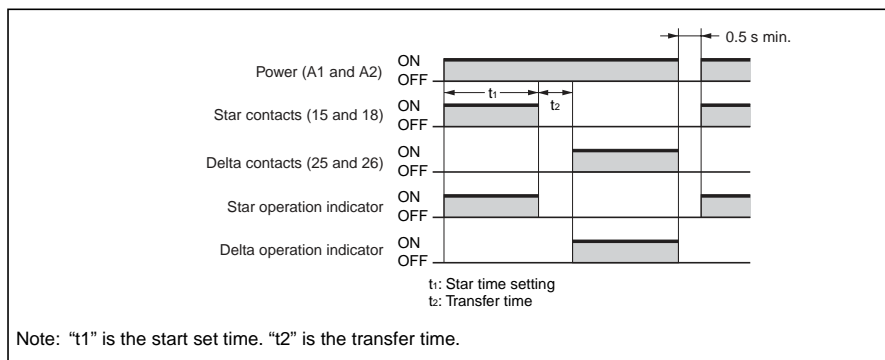 0.5 s min.
Power (A1 and A2) ON
OFF
t1
t2
Star contacts (15 and 18) ON
OFF
Delta contacts (25 and 26) ON
OFF
Star operation indicator ON
OFF
Delta operation indicator ON
OFF
t1: Star time setting
t2: Transfer time
Note: “t1” is the start set time. “t2” is the transfer time.